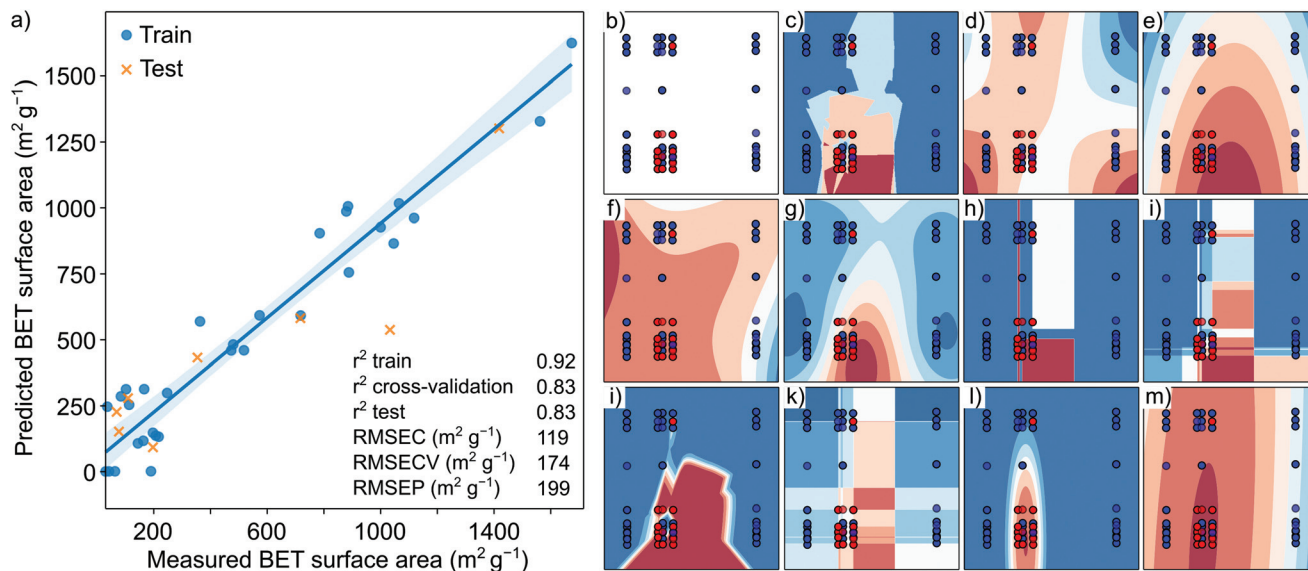 a)
Train
Test
Predicted BET surface area (m² g⁻¹)
1500
1250
1000
750
500
250
0
200
600
1000
1400
Measured BET surface area (m² g⁻¹)
r² train 0.92
r² cross-validation 0.83
r² test 0.83
RMSEC (m² g⁻¹) 119
RMSECV (m² g⁻¹) 174
RMSEP (m² g⁻¹) 199
b)
c)
d)
e)
f)
g)
h)
i)
i)
k)
l)
m)